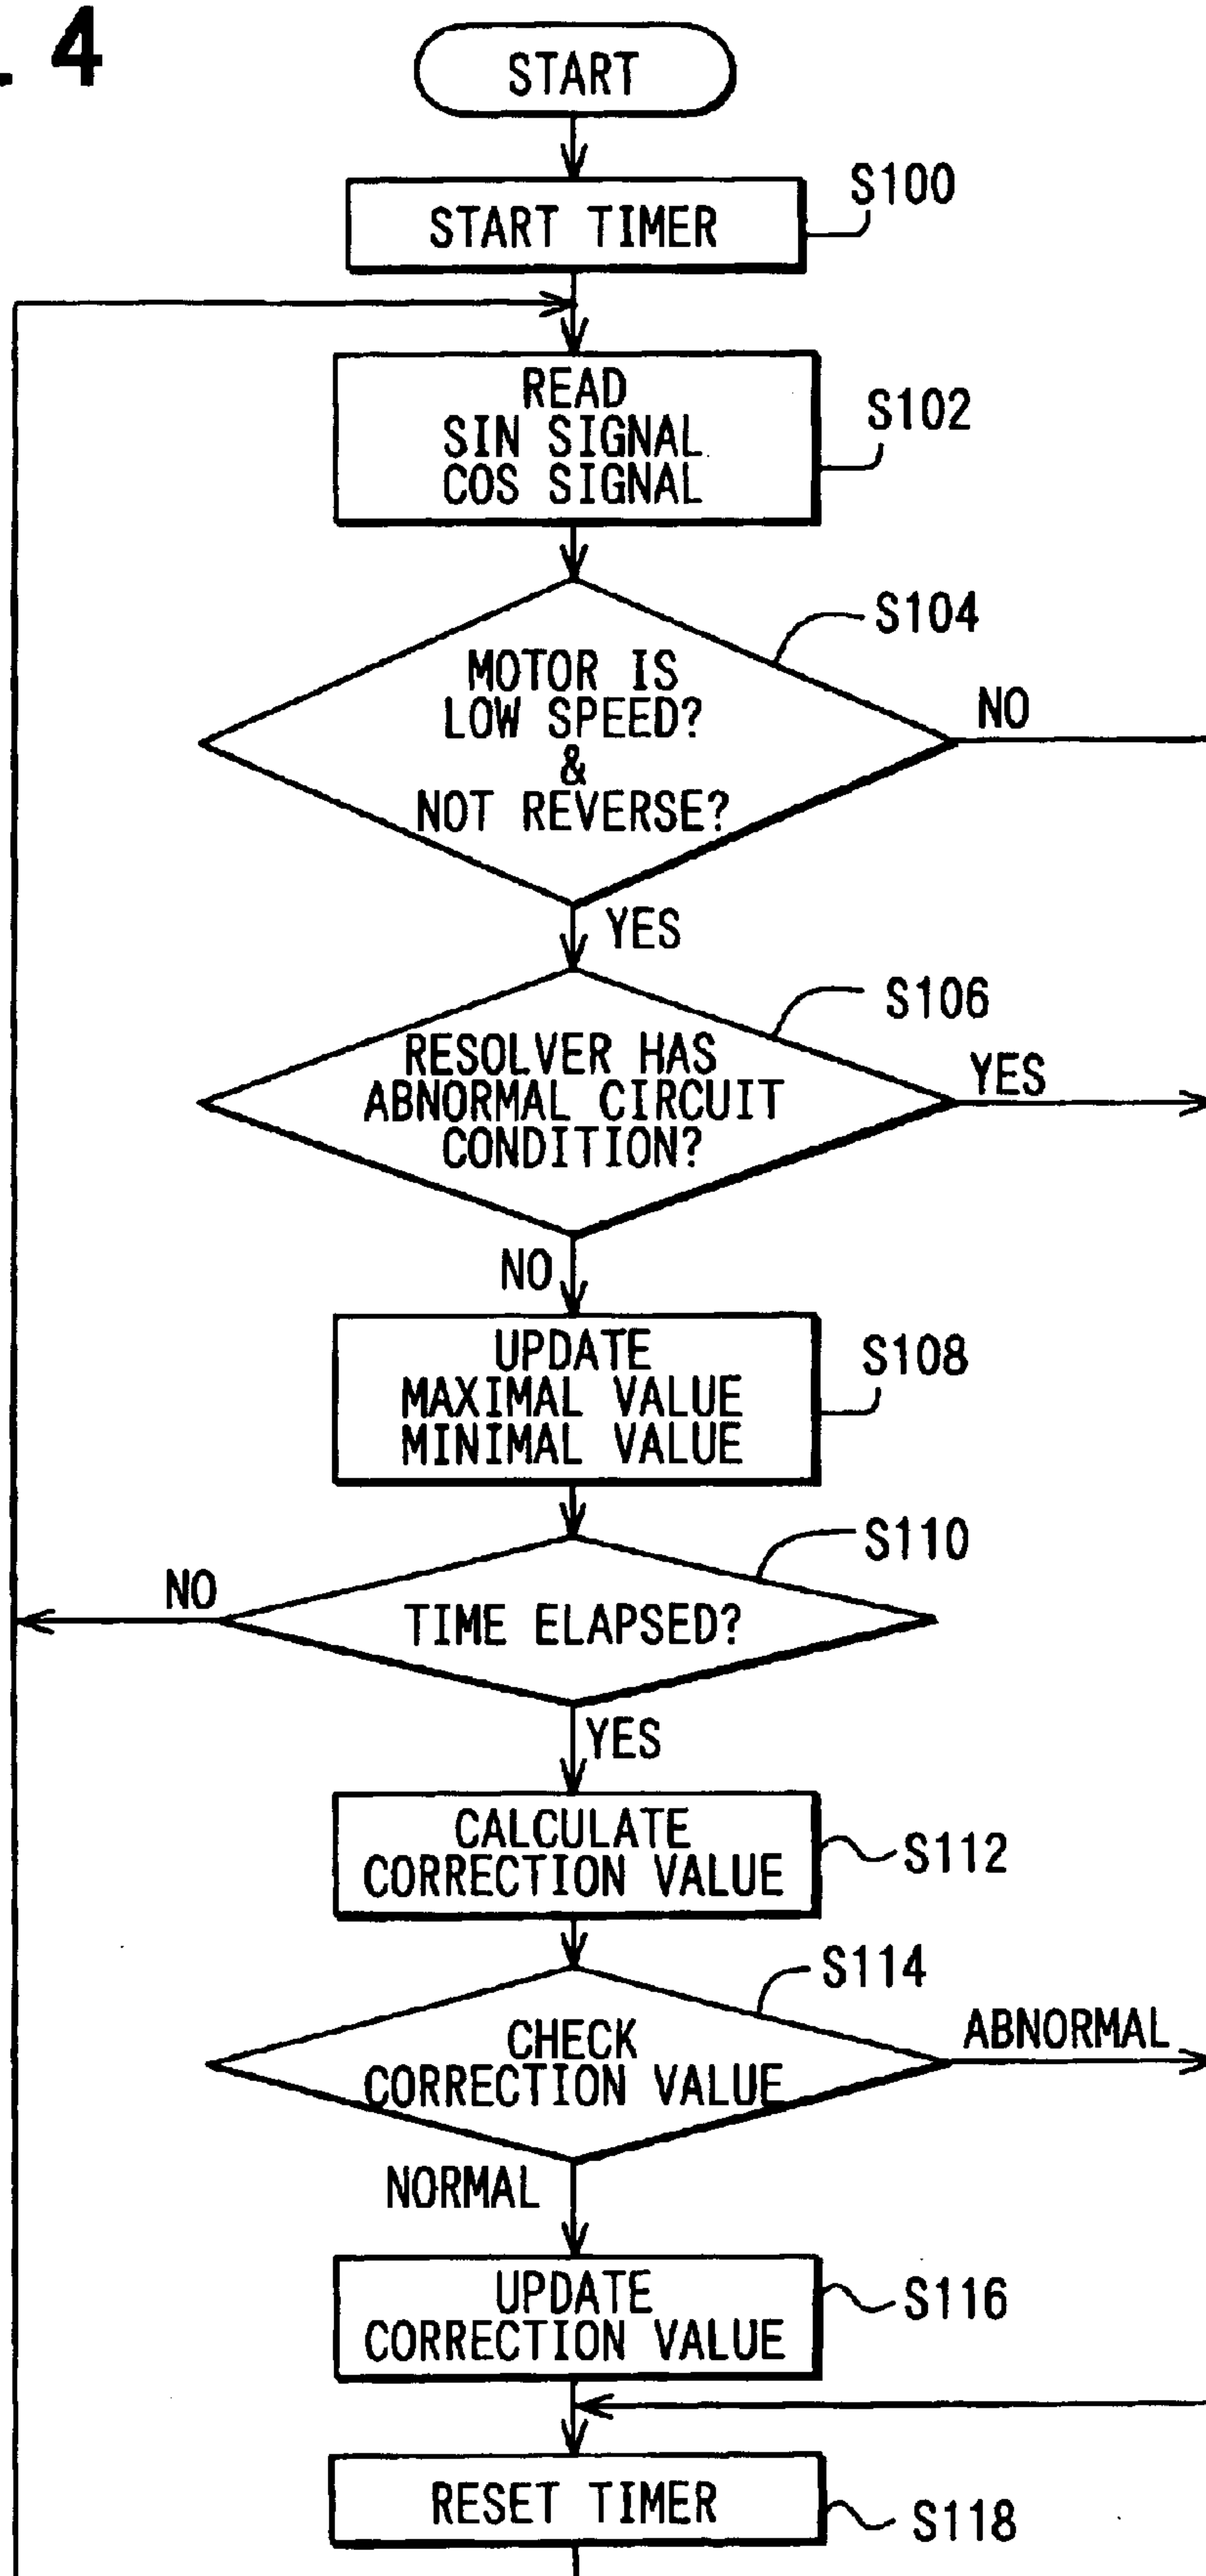 . 4
START
START TIMER
S100
READ
SIN SIGNAL
COS SIGNAL
S102
MOTOR IS
LOW SPEED?
&
NOT REVERSE?
S104
NO
YES
RESOLVER HAS
ABNORMAL CIRCUIT
CONDITION?
S106
YES
NO
UPDATE
MAXIMAL VALUE
MINIMAL VALUE
S108
TIME ELAPSED?
S110
NO
YES
CALCULATE
CORRECTION VALUE
S112
CHECK
CORRECTION VALUE
S114
ABNORMAL
NORMAL
UPDATE
CORRECTION VALUE
S116
RESET TIMER
S118